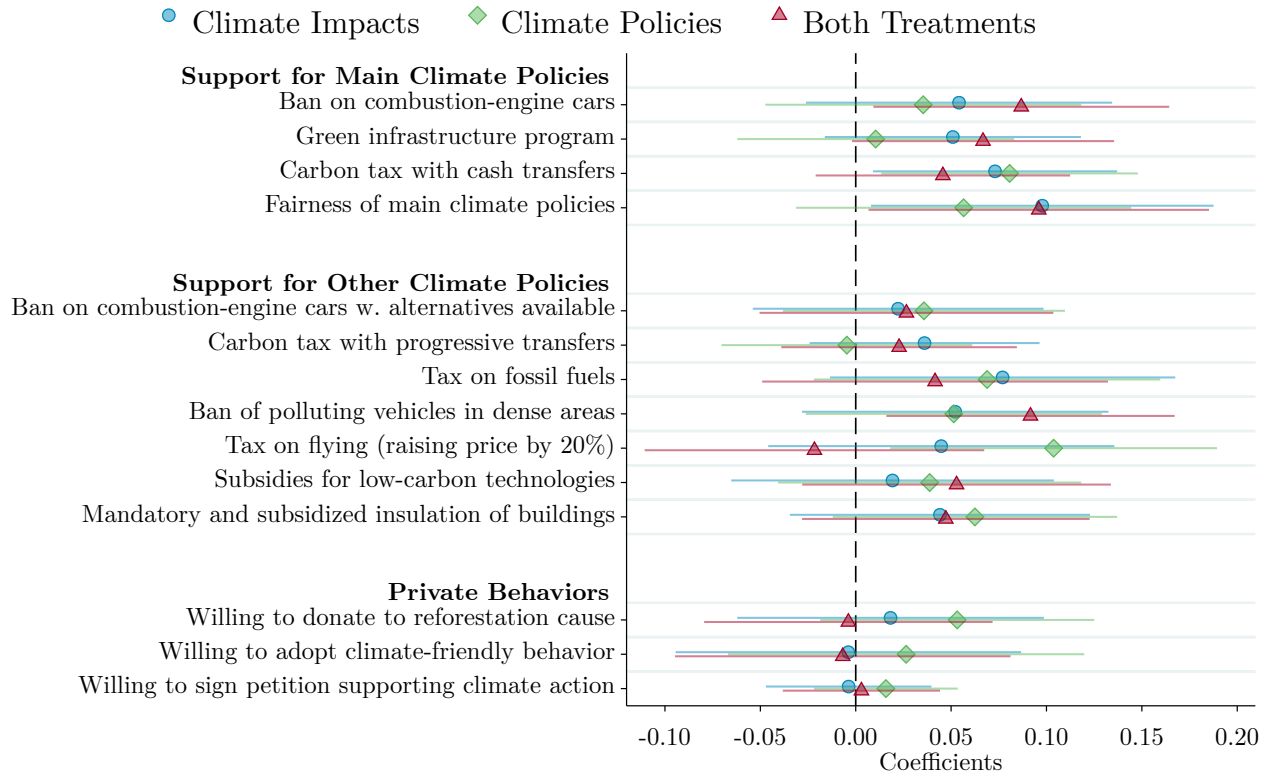 Climate Impacts Climate Policies Both Treatments
Support for Main Climate Policies
Ban on combustion-engine cars
Green infrastructure program
Carbon tax with cash transfers
Fairness of main climate policies
Support for Other Climate Policies
Ban on combustion-engine cars w. alternatives available
Carbon tax with progressive transfers
Tax on fossil fuels
Ban of polluting vehicles in dense areas
Tax on flying (raising price by 20%)
Subsidies for low-carbon technologies
Mandatory and subsidized insulation of buildings
Private Behaviors
Willing to donate to reforestation cause
Willing to adopt climate-friendly behavior
Willing to sign petition supporting climate action
-0.10 -0.05 0.00 0.05 0.10 0.15 0.20
Coefficients